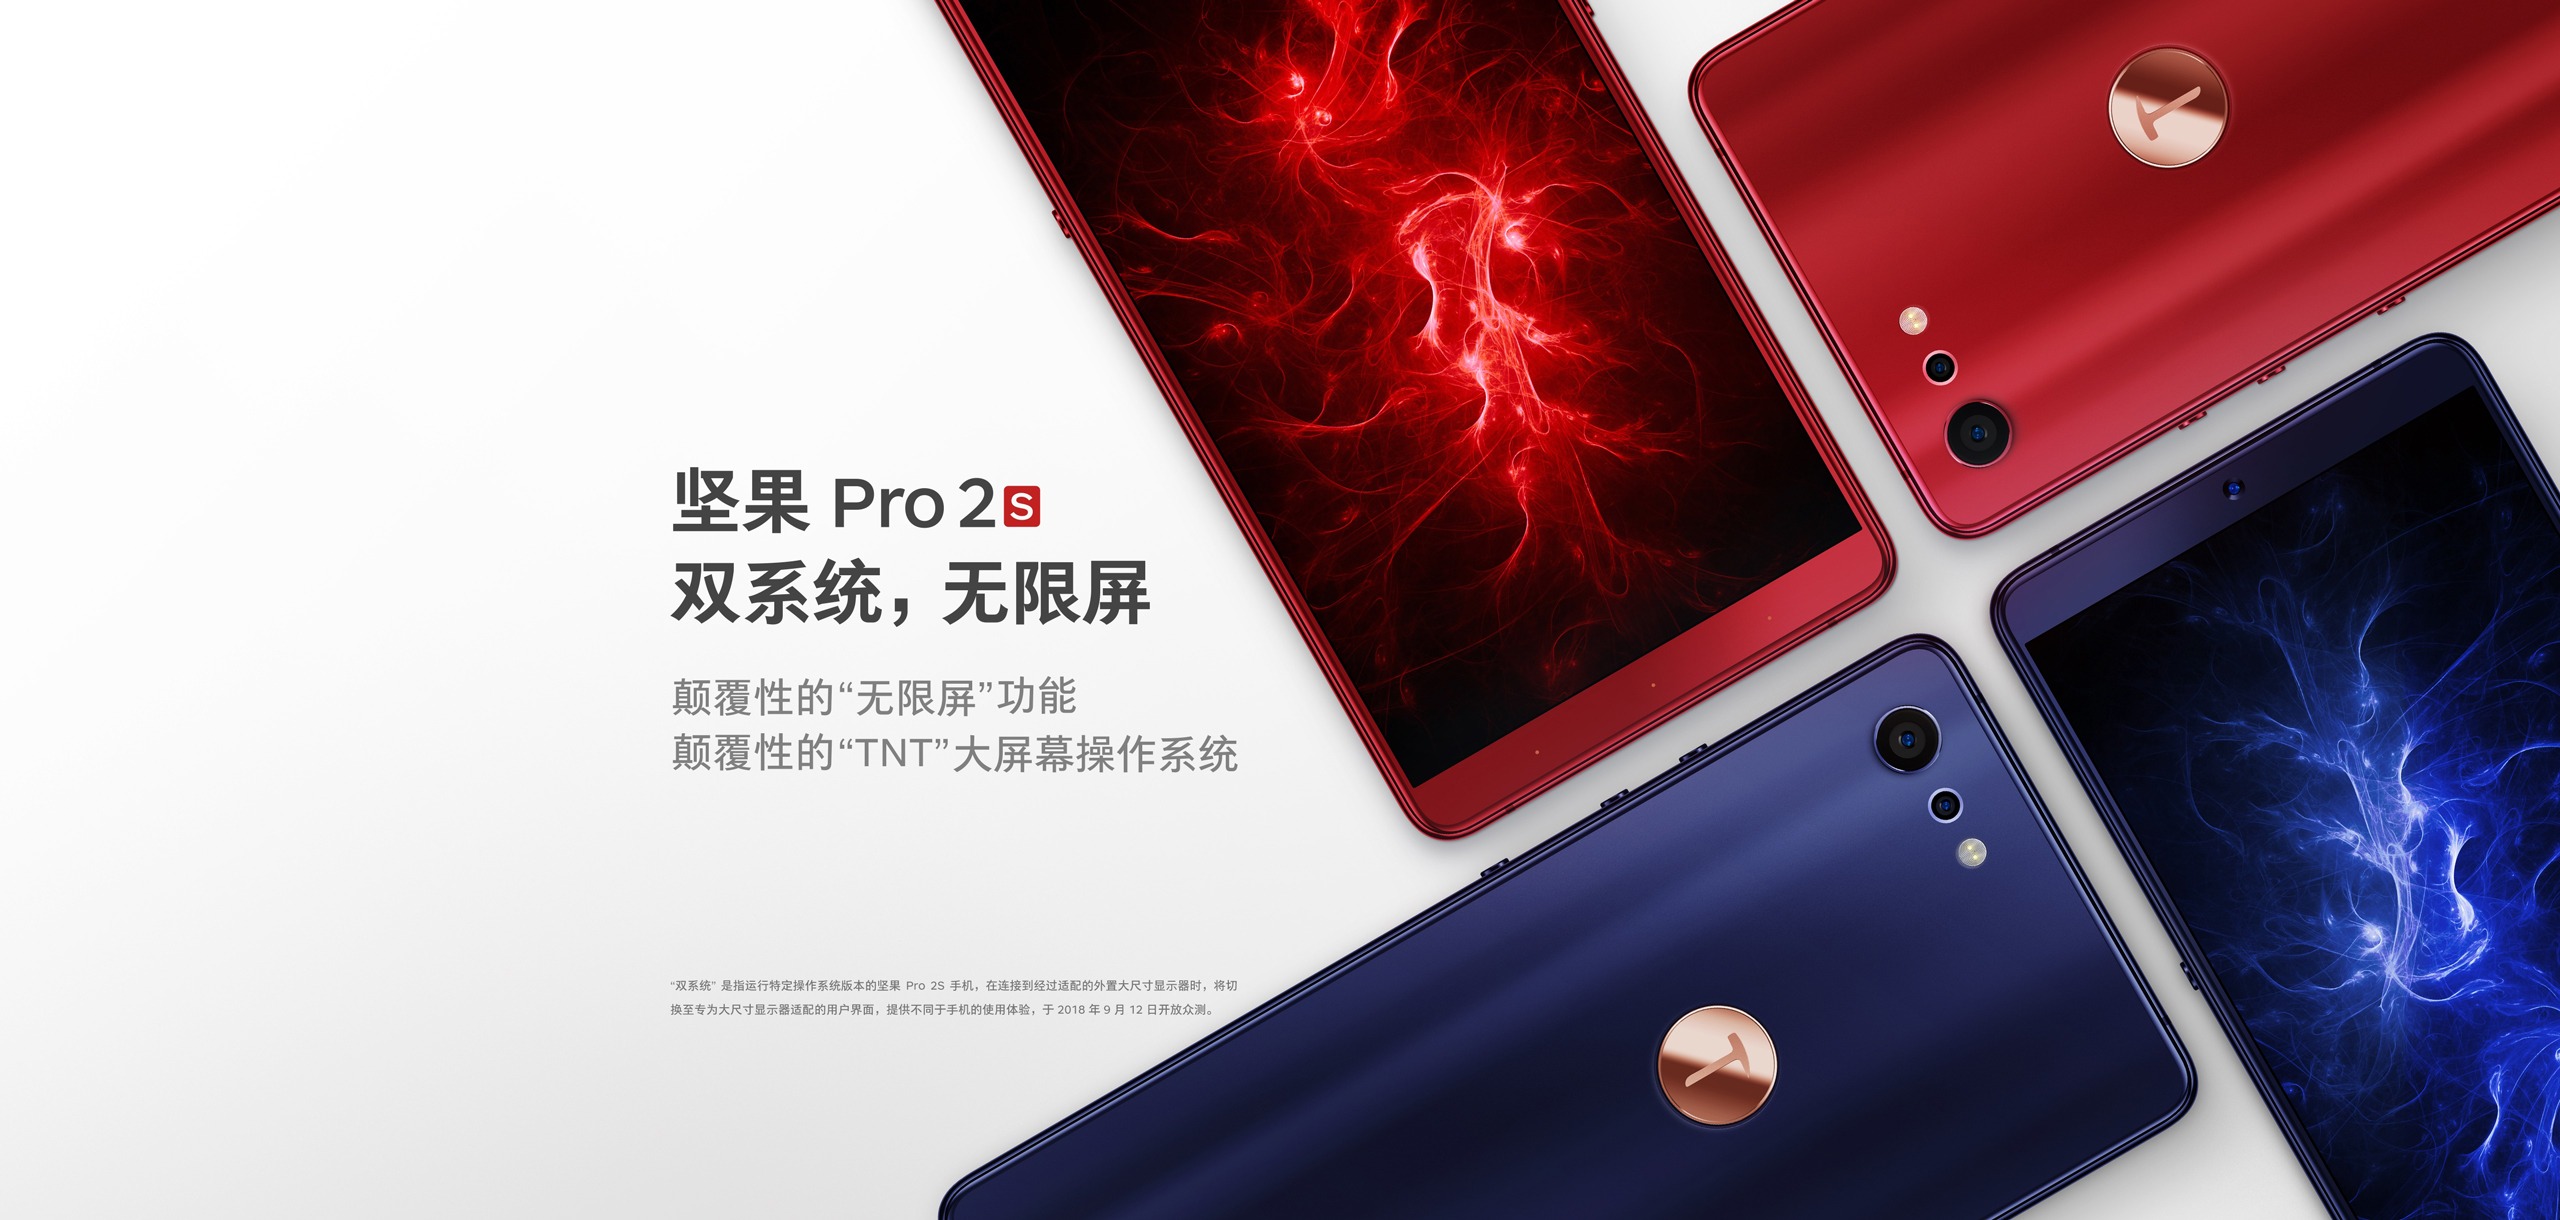 坚果 Pro 2S
双系统，无限屏
颠覆性的“无限屏”功能
颠覆性的“TNT”大屏幕操作系统
“双系统” 是指运行特定操作系统版本的坚果 Pro 2S 手机，在连接到经过适配的外置大尺寸显示器时，将切
换至专为大尺寸显示器适配的用户界面，提供不同于手机的使用体验，于 2018 年 9 月 12 日开放众测。